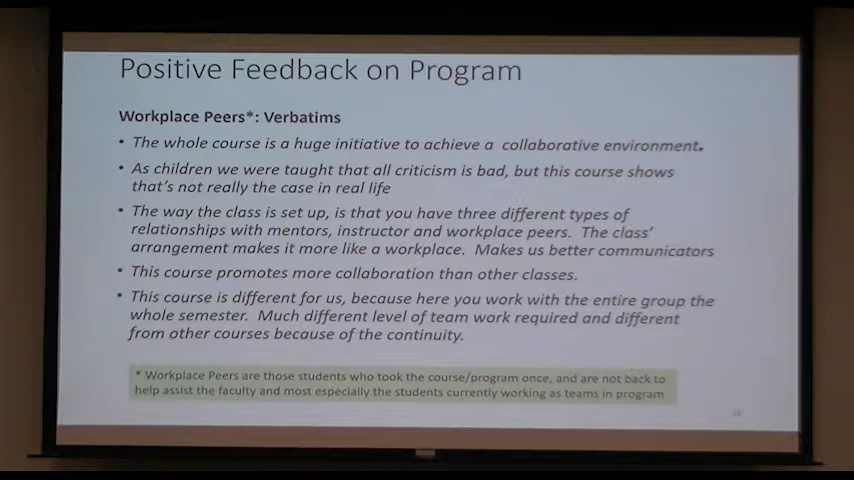 Positive Feedback on Program
Workplace Peers*: Verbatims
• The whole course is a huge initiative to achieve a collaborative environment.
• As children we were taught that all criticism is bad, but this course shows
that's not really the case in real life
• The way the class is set up, is that you have three different types of
relationships with mentors, instructor and workplace peers. The class'
arrangement makes it more like a workplace. Makes us better communicators
• This course promotes more collaboration than other classes.
• This course is different for us, because here you work with the entire group the
whole semester. Much different level of team work required and different
from other courses because of the continuity.
* Workplace Peers are those students who took the course/program once, and are not back to
help assist the faculty and most especially the students currently working as teams in program